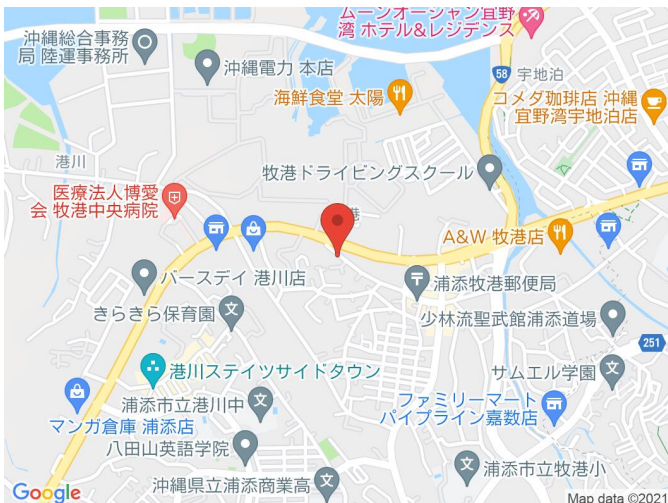 ムーンオーシャン宜野
湾 ホテル&レジデンス
沖縄総合事務
局 陸運事務所
沖縄電力 本店
58
宇地泊
海鮮食堂 太陽
コメダ珈琲店 沖縄
宜野湾宇地泊店
港川
牧港ドライビングスクール
医療法人博愛
会 牧港中央病院
港
A&W 牧港店
バースデイ 港川店
浦添牧港郵便局
きらきら保育園
少林流聖武館浦添道場
251
港川ステイツサイドタウン
サムエル学園
マンガ倉庫 浦添店
浦添市立港川中
ファミリーマート
パイプライン嘉数店
八田山英語学院
浦添市立牧港小
沖縄県立浦添商業高
Google
Map data ©2021